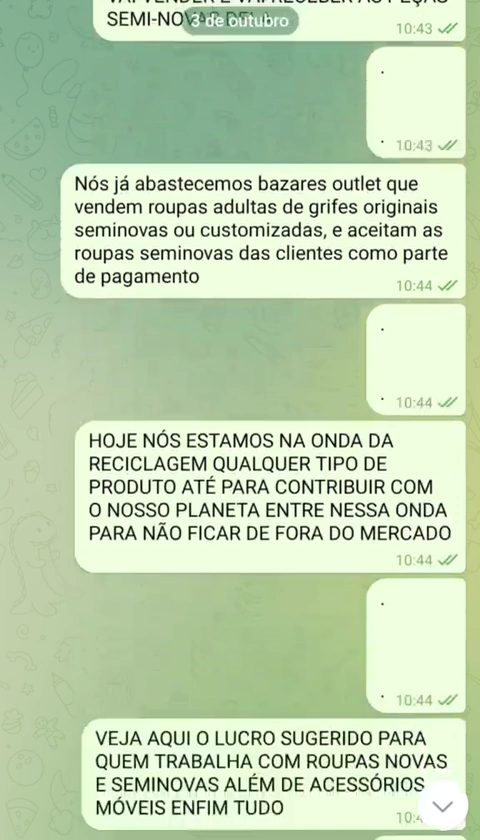 SEMI-NO
3 de outubro
10:43
.
.
10:43
Nós já abastecemos bazares outlet que
vendem roupas adultas de grifes originais
seminovas ou customizadas, e aceitam as
roupas seminovas das clientes como parte
de pagamento
10:44
.
.
10:44
HOJE NÓS ESTAMOS NA ONDA DA
RECICLAGEM QUALQUER TIPO DE
PRODUTO ATÉ PARA CONTRIBUIR COM
O NOSSO PLANETA ENTRE NESSA ONDA
PARA NÃO FICAR DE FORA DO MERCADO
10:44
.
.
10:44
VEJA AQUI O LUCRO SUGERIDO PARA
QUEM TRABALHA COM ROUPAS NOVAS
E SEMINOVAS ALÉM DE ACESSÓRIOS
MÓVEIS ENFIM TUDO
10:4